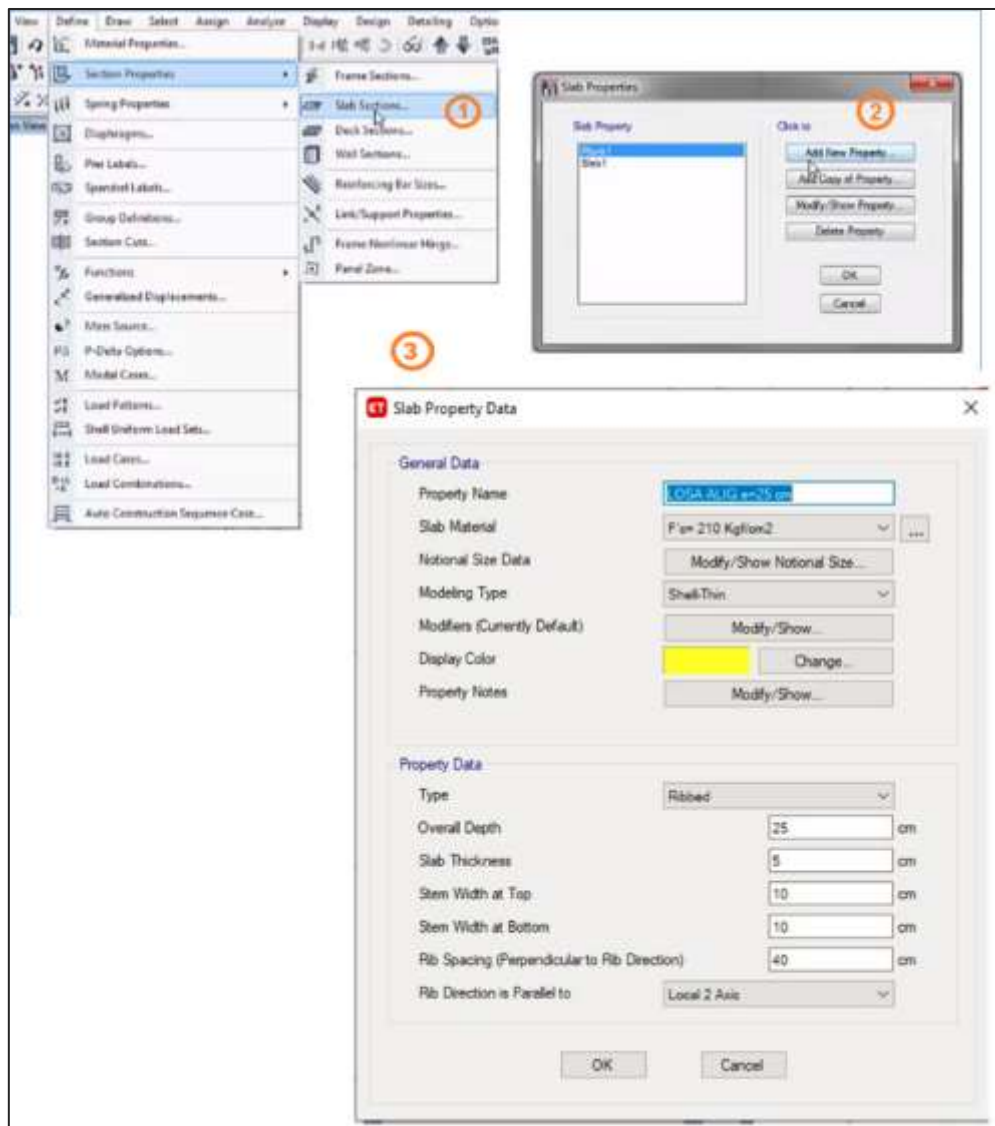 View Define Draw Select Assign Analyze Display Design Detailing Optio
Material Properties...
Section Properties
Spring Properties
Diaphragms...
Pier Labels...
Spandrel Labels...
Group Definitions...
Section Cuts...
Functions
Generalized Displacements...
Mass Source...
P-Delta Options...
Modal Cases...
Load Patterns...
Shell Uniform Load Sets...
Load Cases...
Load Combinations...
Auto Construction Sequence Case...
Frame Sections...
Slab Sections...
1
Deck Sections...
Wall Sections...
Reinforcing Bar Sizes...
Link/Support Properties...
Frame Nonlinear Hinge...
Panel Zone...
Slab Properties
2
Slab Property
Slab1
Click to:
Add New Property...
Add Copy of Property...
Modify/Show Property...
Delete Property
OK
Cancel
3
Slab Property Data
General Data
Property Name LOSA ALIG e=25 cm
Slab Material
Notional Size Data Modify/Show Notional Size...
Modeling Type Shell-Thin
Modifiers (Currently Default) Modify/Show...
Display Color Change...
Property Notes Modify/Show...
Property Data
Type Ribbed
Overall Depth 25 cm
Slab Thickness 5 cm
Stem Width at Top 10 cm
Stem Width at Bottom 10 cm
Rib Spacing (Perpendicular to Rib Direction) 40 cm
Rib Direction is Parallel to Local 2 Axis
OK Cancel